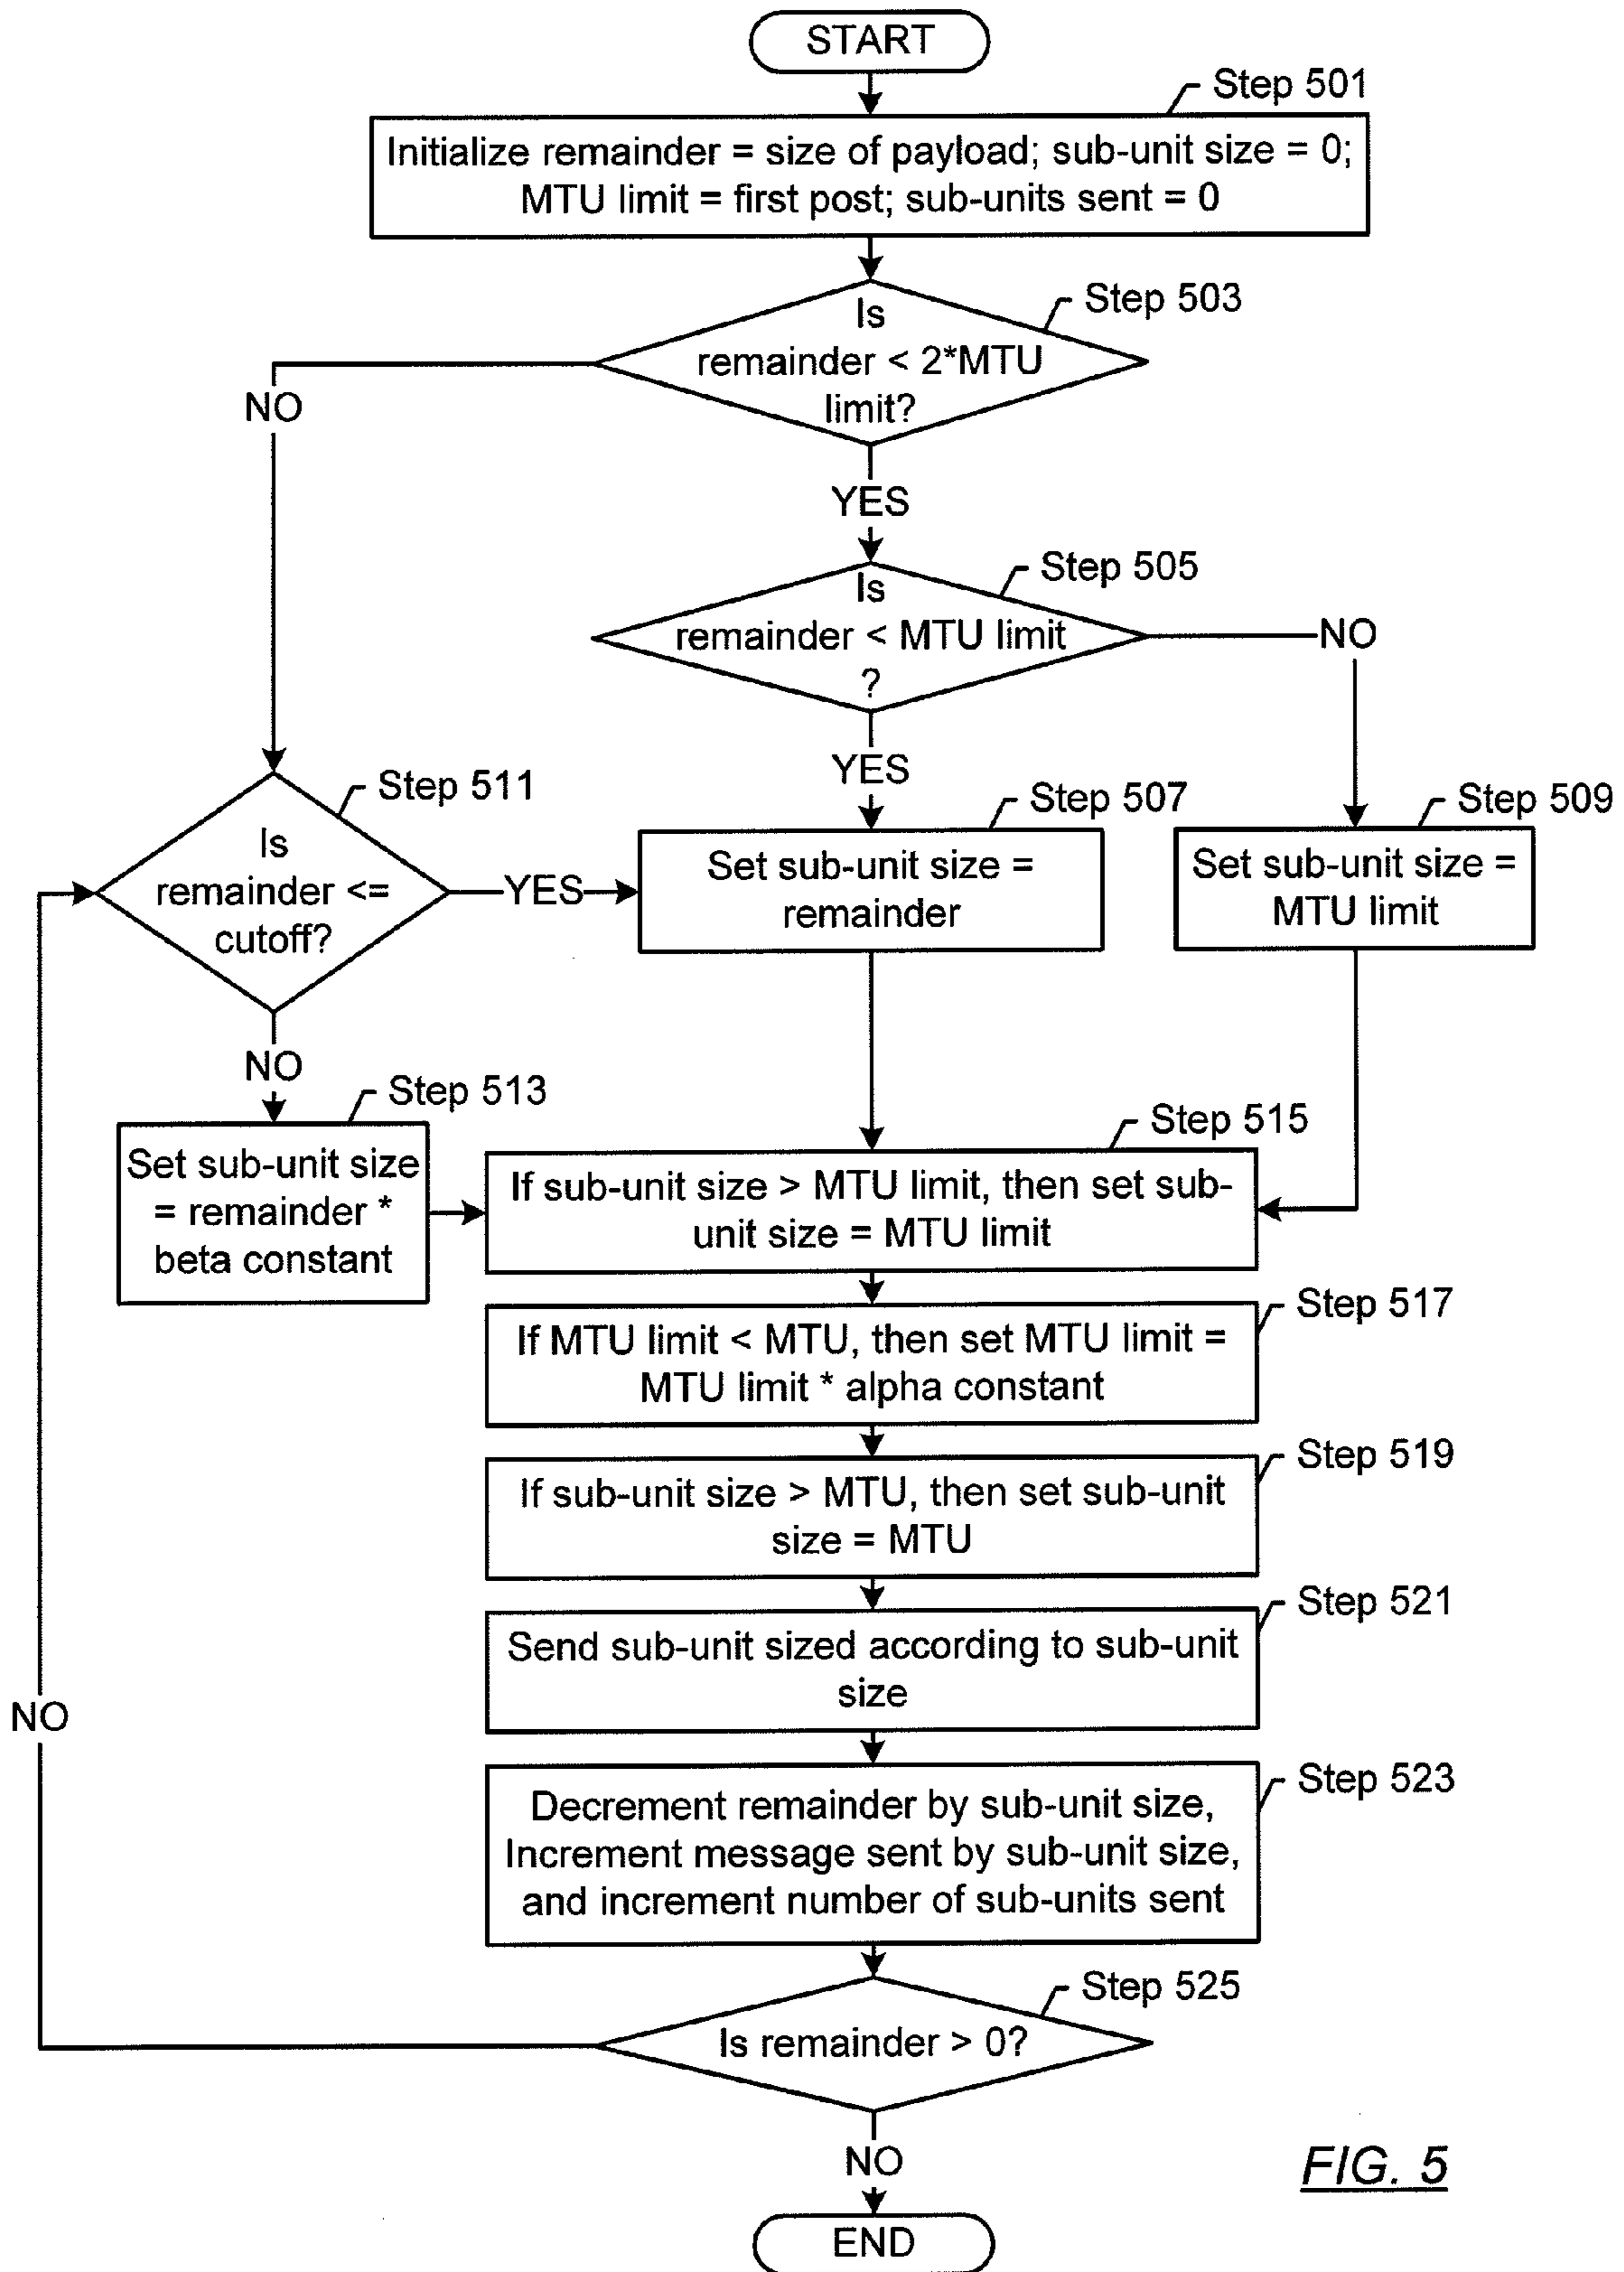 START
Step 501
Initialize remainder = size of payload; sub-unit size = 0;
MTU limit = first post; sub-units sent = 0
Step 503
Is
remainder < 2*MTU
limit?
NO
YES
Step 505
Is
remainder < MTU limit
?
NO
YES
Step 511
Is
remainder <=
cutoff?
YES
Step 507
Set sub-unit size =
remainder
Step 509
Set sub-unit size =
MTU limit
NO
Step 513
Set sub-unit size
= remainder *
beta constant
Step 515
If sub-unit size > MTU limit, then set sub-
unit size = MTU limit
Step 517
If MTU limit < MTU, then set MTU limit =
MTU limit * alpha constant
Step 519
If sub-unit size > MTU, then set sub-unit
size = MTU
Step 521
Send sub-unit sized according to sub-unit
size
NO
Step 523
Decrement remainder by sub-unit size,
Increment message sent by sub-unit size,
and increment number of sub-units sent
Step 525
Is remainder > 0?
NO
END
FIG. 5